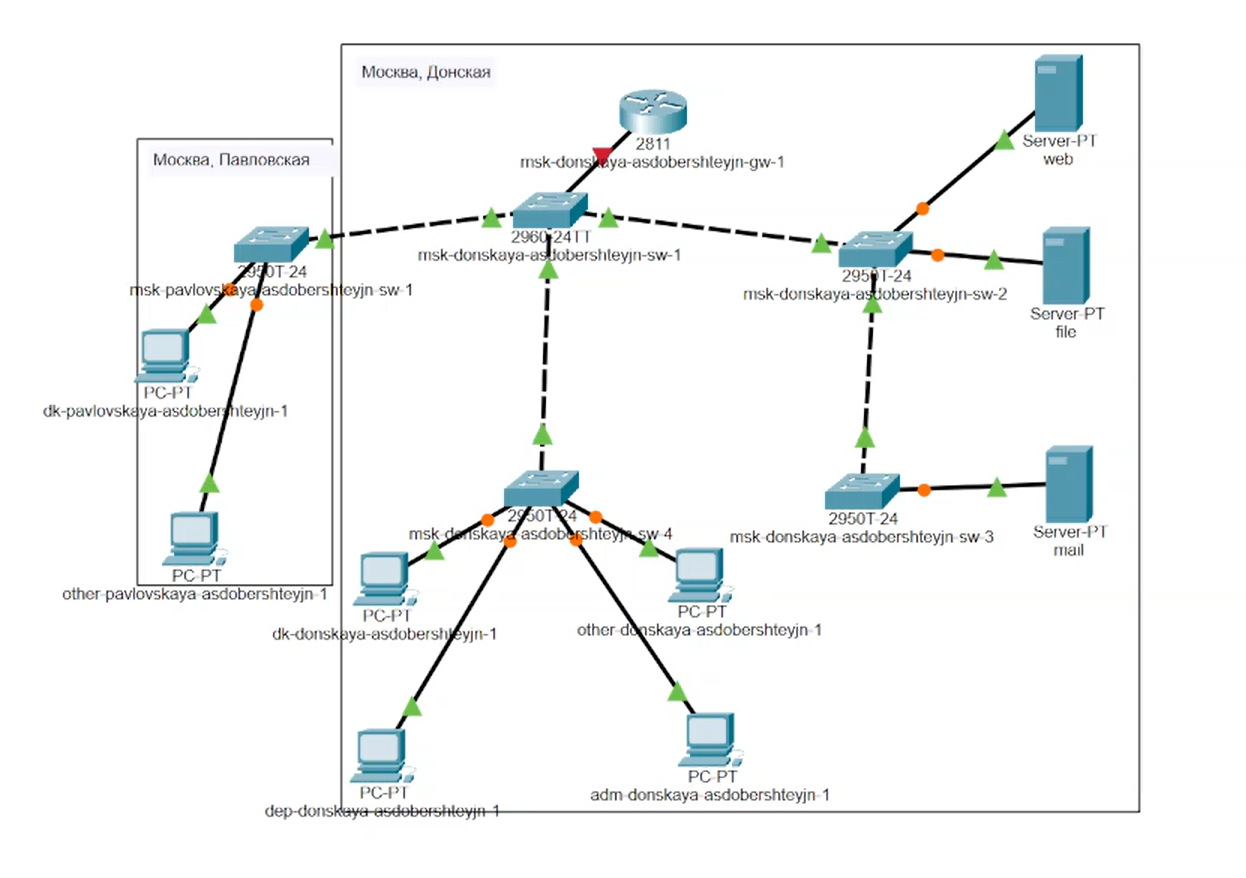 Москва, Донская
2811
msk-donskaya-asdobershteyjn-gw-1
Server-PT
web
Москва, Павловская
2960-24TT
msk-donskaya-asdobershteyjn-sw-1
2950T-24
msk-pavlovskaya-asdobershteyjn-sw-1
2950T-24
msk-donskaya-asdobershteyjn-sw-2
Server-PT
file
PC-PT
dk-pavlovskaya-asdobershteyjn-1
2950T-24
msk-donskaya-asdobershteyjn-sw-4
2950T-24
msk-donskaya-asdobershteyjn-sw-3
Server-PT
mail
PC-PT
other-pavlovskaya-asdobershteyjn-1
PC-PT
dk-donskaya-asdobershteyjn-1
PC-PT
other-donskaya-asdobershteyjn-1
PC-PT
dep-donskaya-asdobershteyjn-1
PC-PT
adm-donskaya-asdobershteyjn-1